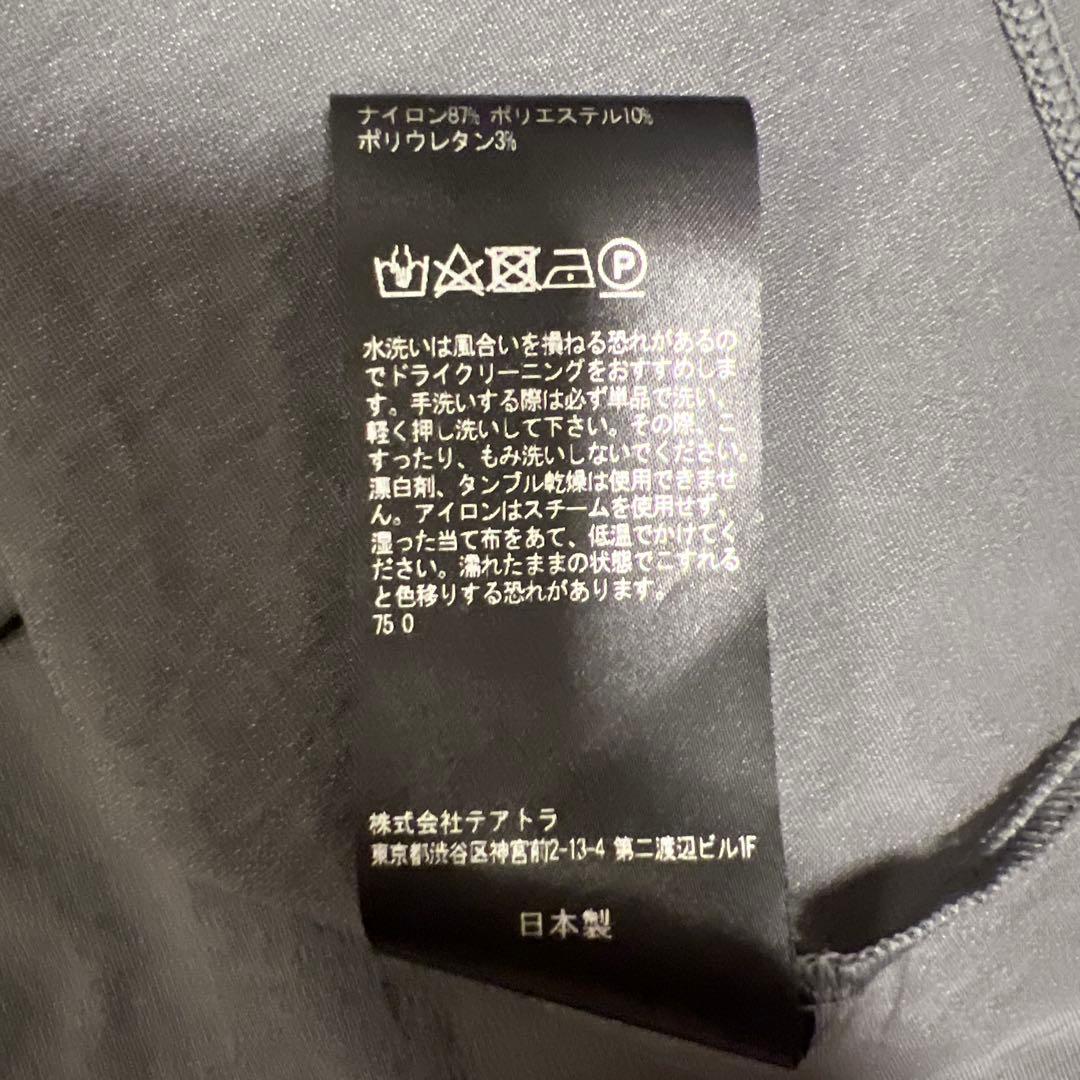 ナイロン87% ポリエステル10%
ポリウレタン3%
P
水洗いは風合いを損ねる恐れがあるの
でドライクリーニングをおすすめしま
す。手洗いする際は必ず単品で洗い、
軽く押し洗いして下さい。その際、こ
すったり、もみ洗いしないでください。
漂白剤、タンブル乾燥は使用できませ
ん。アイロンはスチームを使用せず、
湿った当て布をあて、低温でかけてく
ださい。濡れたままの状態でこすれる
と色移りする恐れがあります。
75 0
株式会社テアトラ
東京都渋谷区神宮前2-13-4 第二渡辺ビル1F
日本製